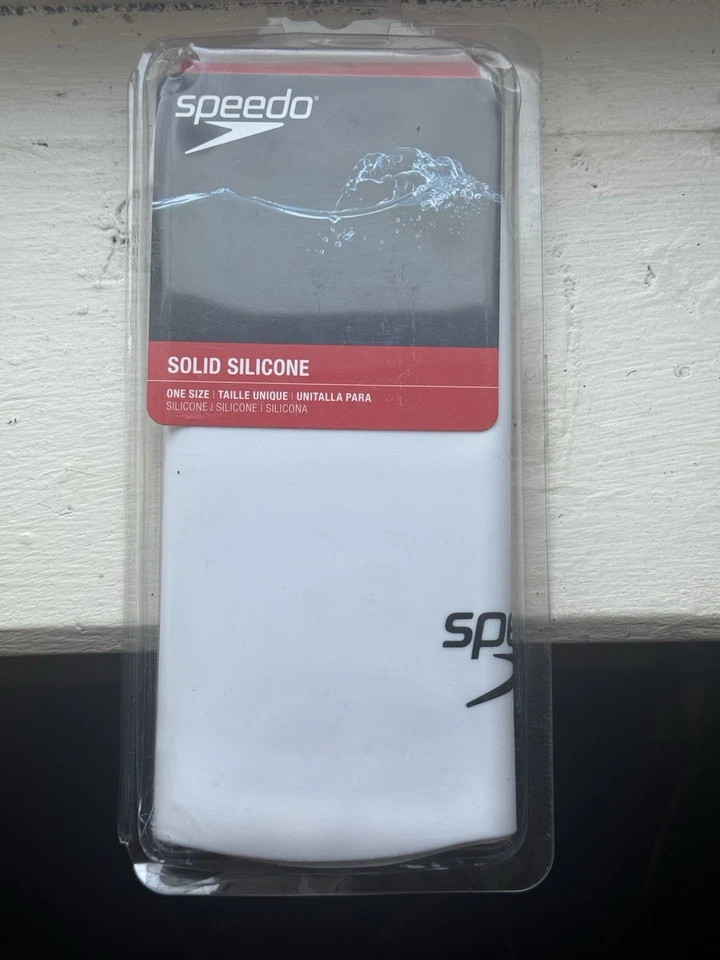 speedo®
SOLID SILICONE
ONE SIZE | TAILLE UNIQUE | UNITALLA PARA
SILICONE | SILICONE | SILICONA
spe